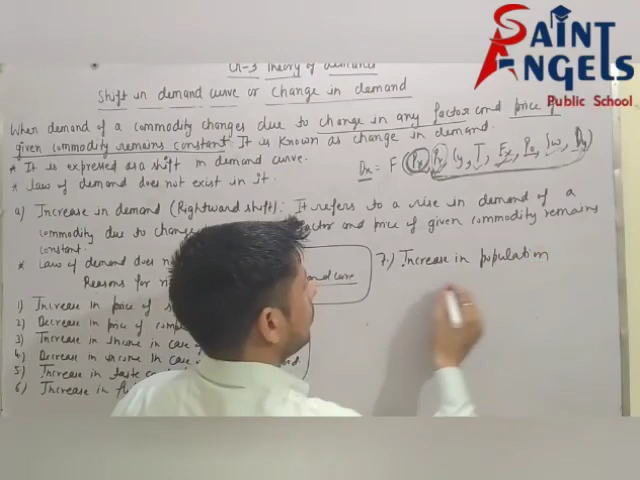 SAINT ANGELS
Public School
Ch-3 Theory of demand
Shift in demand curve or change in demand
When demand of a commodity changes due to change in any factor and price of
given commodity remains constant It is known as change in demand.
* It is expressed as a shift in demand curve.
Dx = F (Px, Pr, (y, T, Ex, Po,
* Law of demand does not exist in it.
a) Increase in demand (Rightward shift): It refers to a rise in demand of a
commodity due to change factor and price of given commodity remains
constant.
* Law of demand does
Reasons for demand curve
1) Increase in price of
2) Decrease in price of
3) Increase in income in case
4) Decrease in income in case of
5) Increase in taste
6) Increase in
7.) Increase in population